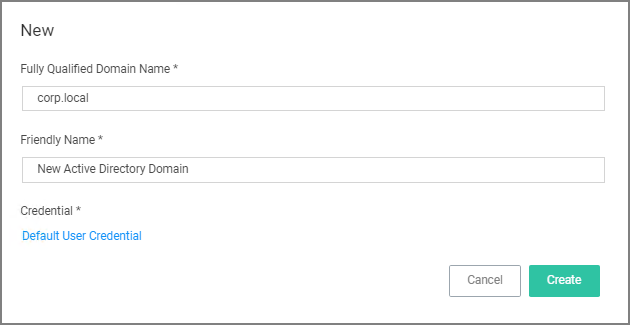 New
Fully Qualified Domain Name *
corp.local
Friendly Name *
New Active Directory Domain
Credential *
Default User Credential
Cancel
Create